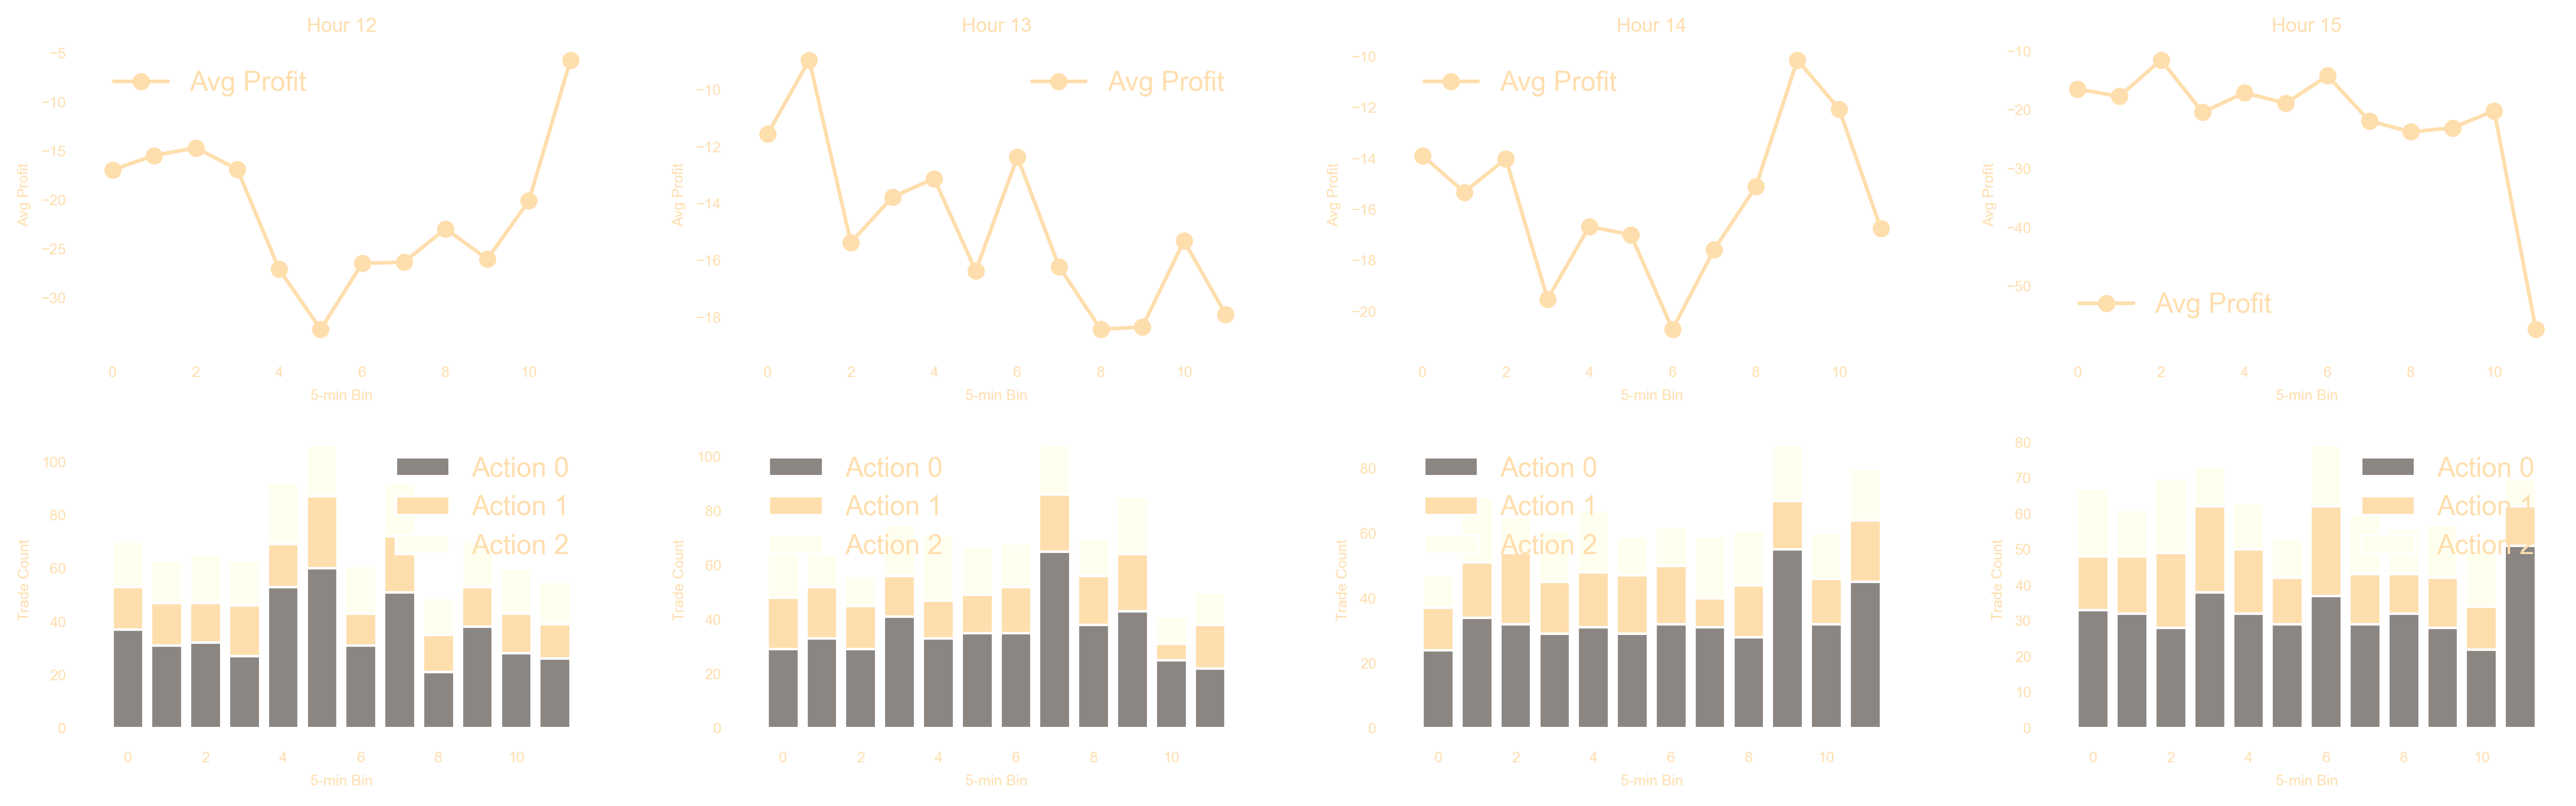 Hour 12
Hour 13
Hour 14
Hour 15
Avg Profit
−5
−10
−15
−20
−25
−30
Avg Profit
0 2 4 6 8 10
5-min Bin
Avg Profit
−10
−12
−14
−16
−18
Avg Profit
0 2 4 6 8 10
5-min Bin
Avg Profit
−10
−12
−14
−16
−18
−20
Avg Profit
0 2 4 6 8 10
5-min Bin
Avg Profit
−10
−20
−30
−40
−50
Avg Profit
0 2 4 6 8 10
5-min Bin
Trade Count
100
80
60
40
20
0
Action 0
Action 1
Action 2
0 2 4 6 8 10
5-min Bin
Trade Count
100
80
60
40
20
0
Action 0
Action 1
Action 2
0 2 4 6 8 10
5-min Bin
Trade Count
80
60
40
20
0
Action 0
Action 1
Action 2
0 2 4 6 8 10
5-min Bin
Trade Count
80
70
60
50
40
30
20
10
0
Action 0
Action 1
Action 2
0 2 4 6 8 10
5-min Bin